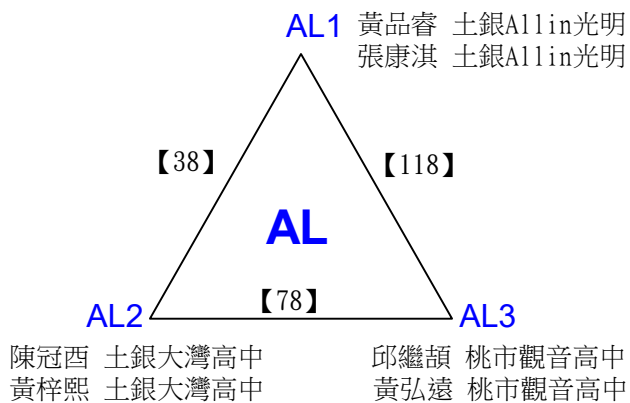 AL1 黃品睿 土銀Allin光明
張康淇 土銀Allin光明
【38】
【118】
AL
【78】
AL2
AL3
陳冠酉 土銀大灣高中
黃梓熙 土銀大灣高中
邱繼頡 桃市觀音高中
黃弘遠 桃市觀音高中